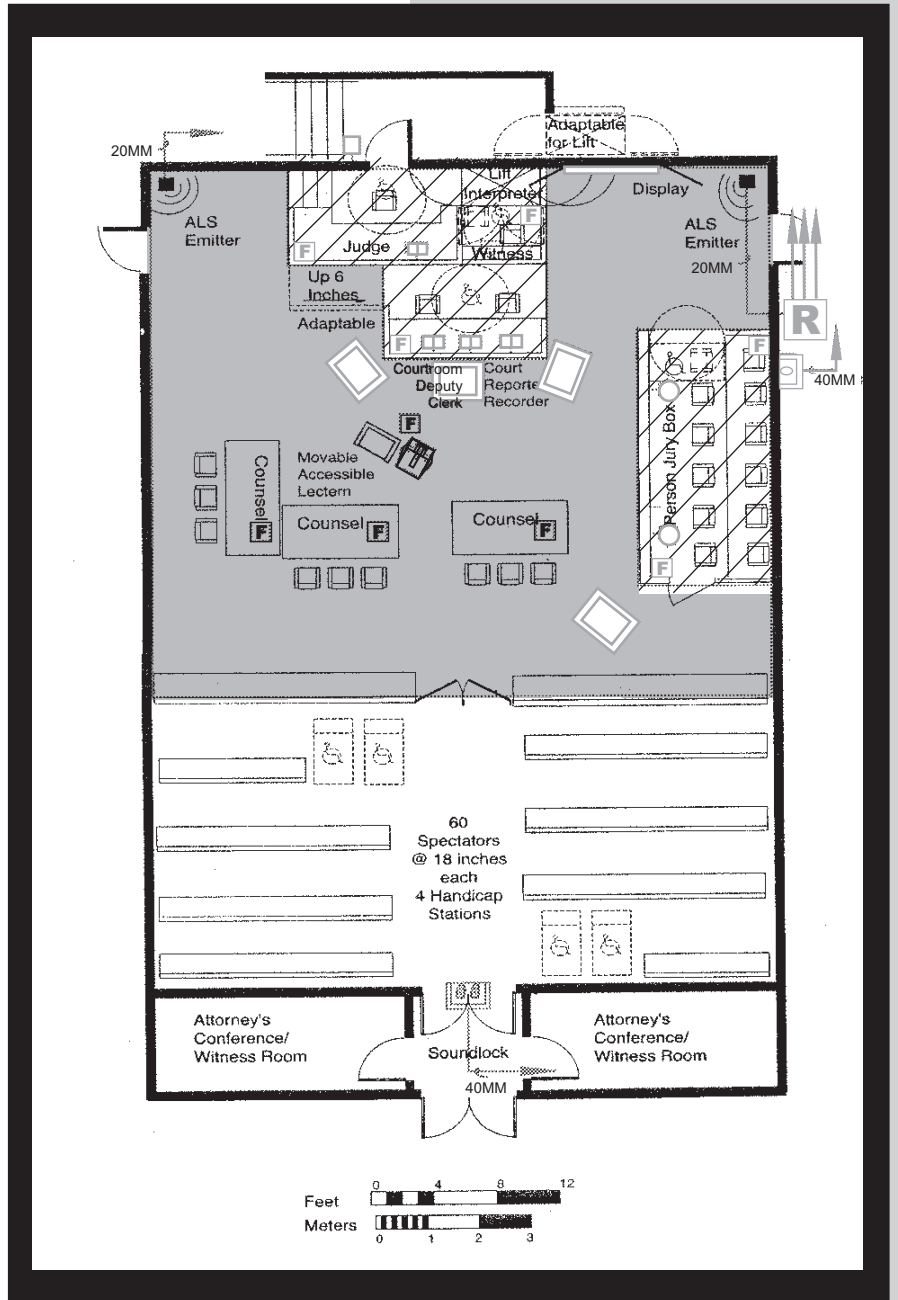 Adaptable
for Lift
20MM
Lift
Interpreter
Display
ALS
Emitter
ALS
Emitter
F
F
Judge
Witness
20MM
Up 6
Inches
Adaptable
R
F
F
Courtroom
Deputy
Clerk
Court
Reporte
Recorder
40MM
F
Movable
Accessible
Lectern
Person Jury Box
Counsel
F
Counsel
F
Counsel
F
F
60
Spectators
@ 18 inches
each
4 Handicap
Stations
Attorney's
Conference/
Witness Room
Soundlock
40MM
Attorney's
Conference/
Witness Room
Feet
0 4 8 12
Meters
0 1 2 3